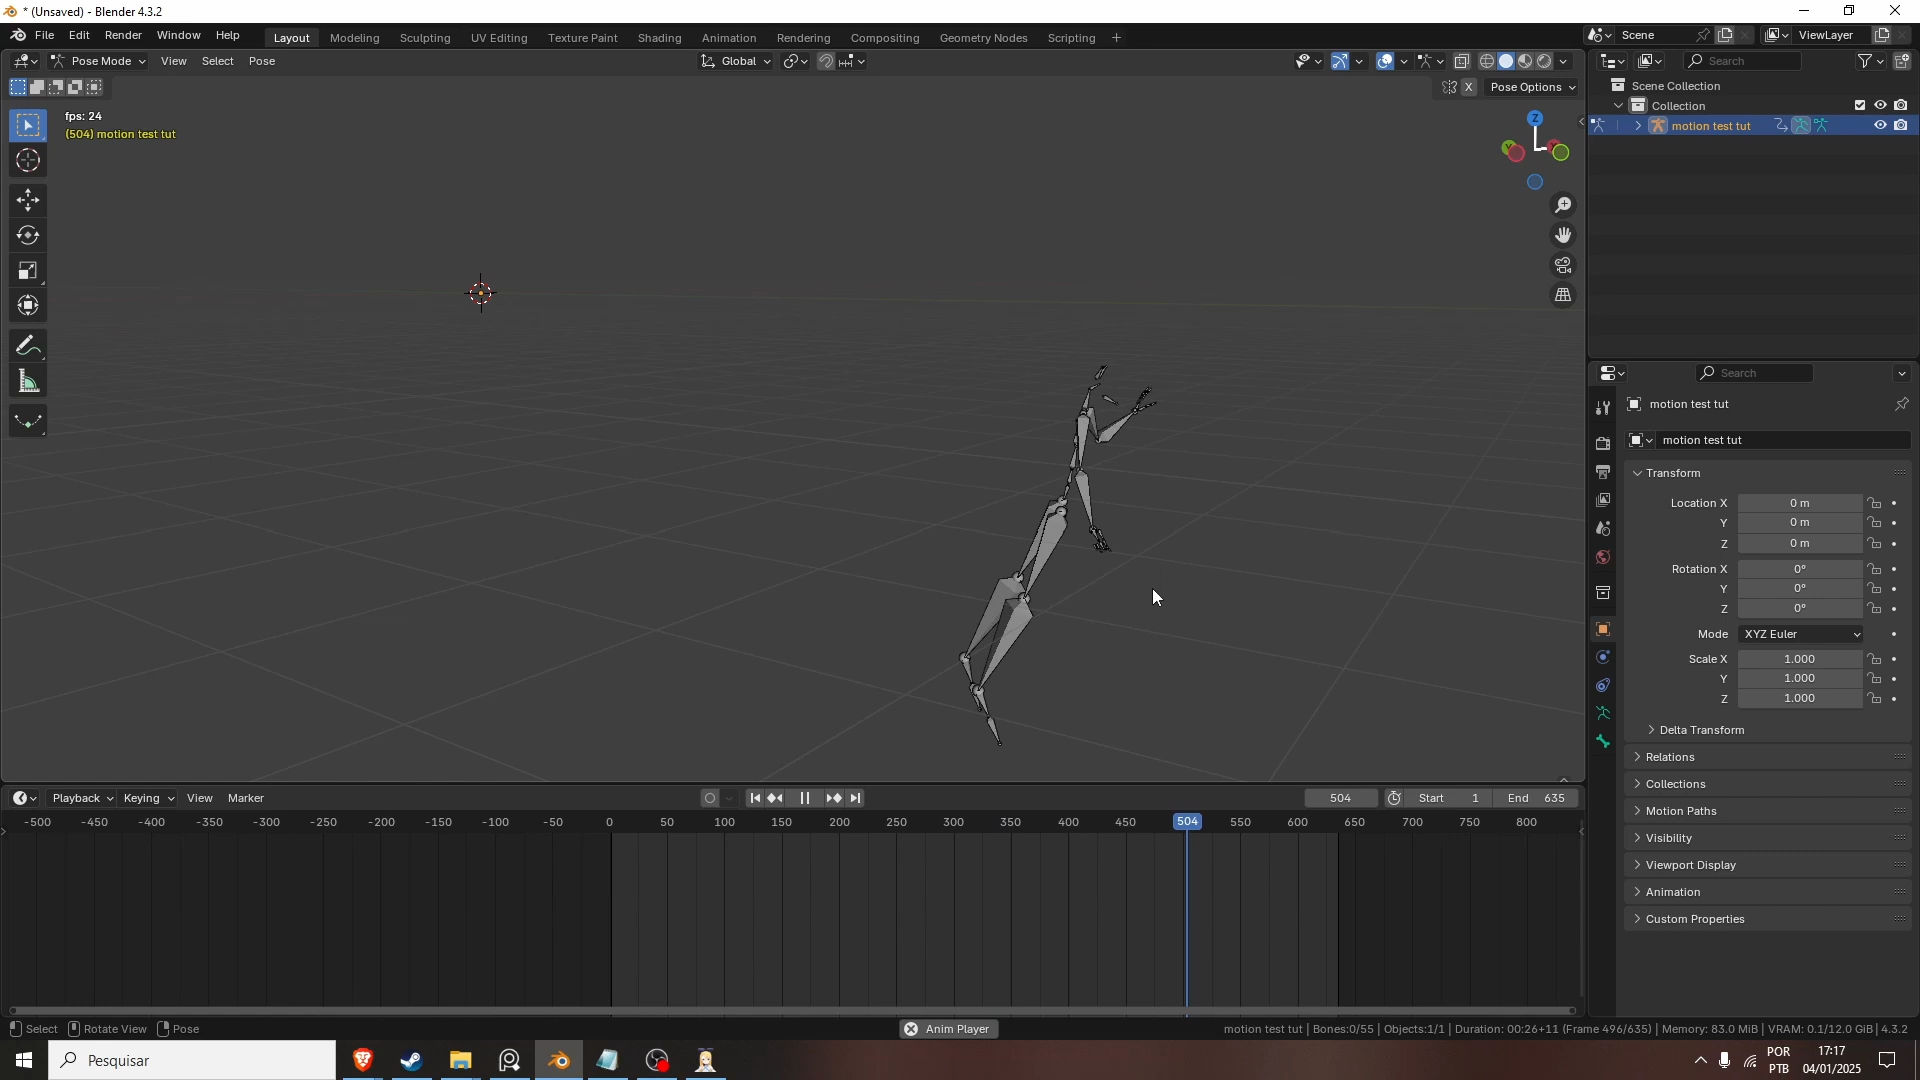 * (Unsaved) - Blender 4.3.2
File Edit Render Window Help Layout Modeling Sculpting UV Editing Texture Paint Shading Animation Rendering Compositing Geometry Nodes Scripting + Scene ViewLayer
Pose Mode View Select Pose Global Search
X Pose Options
Scene Collection
Collection
fps: 24
motion test tut
(504) motion test tut
Z
Y
Search
motion test tut
motion test tut
Transform
Location X 0 m
Y 0 m
Z 0 m
Rotation X 0°
Y 0°
Z 0°
Mode XYZ Euler
Scale X 1.000
Y 1.000
Z 1.000
Delta Transform
Relations
Collections
Motion Paths
Visibility
Viewport Display
Animation
Custom Properties
Playback Keying View Marker 504 Start 1 End 635
-500 -450 -400 -350 -300 -250 -200 -150 -100 -50 0 50 100 150 200 250 300 350 400 450 504 550 600 650 700 750 800
Select Rotate View Pose Anim Player motion test tut | Bones:0/55 | Objects:1/1 | Duration: 00:26+11 (Frame 496/635) | Memory: 83.0 MiB | VRAM: 0.1/12.0 GiB | 4.3.2
Pesquisar
POR
PTB
17:17
04/01/2025